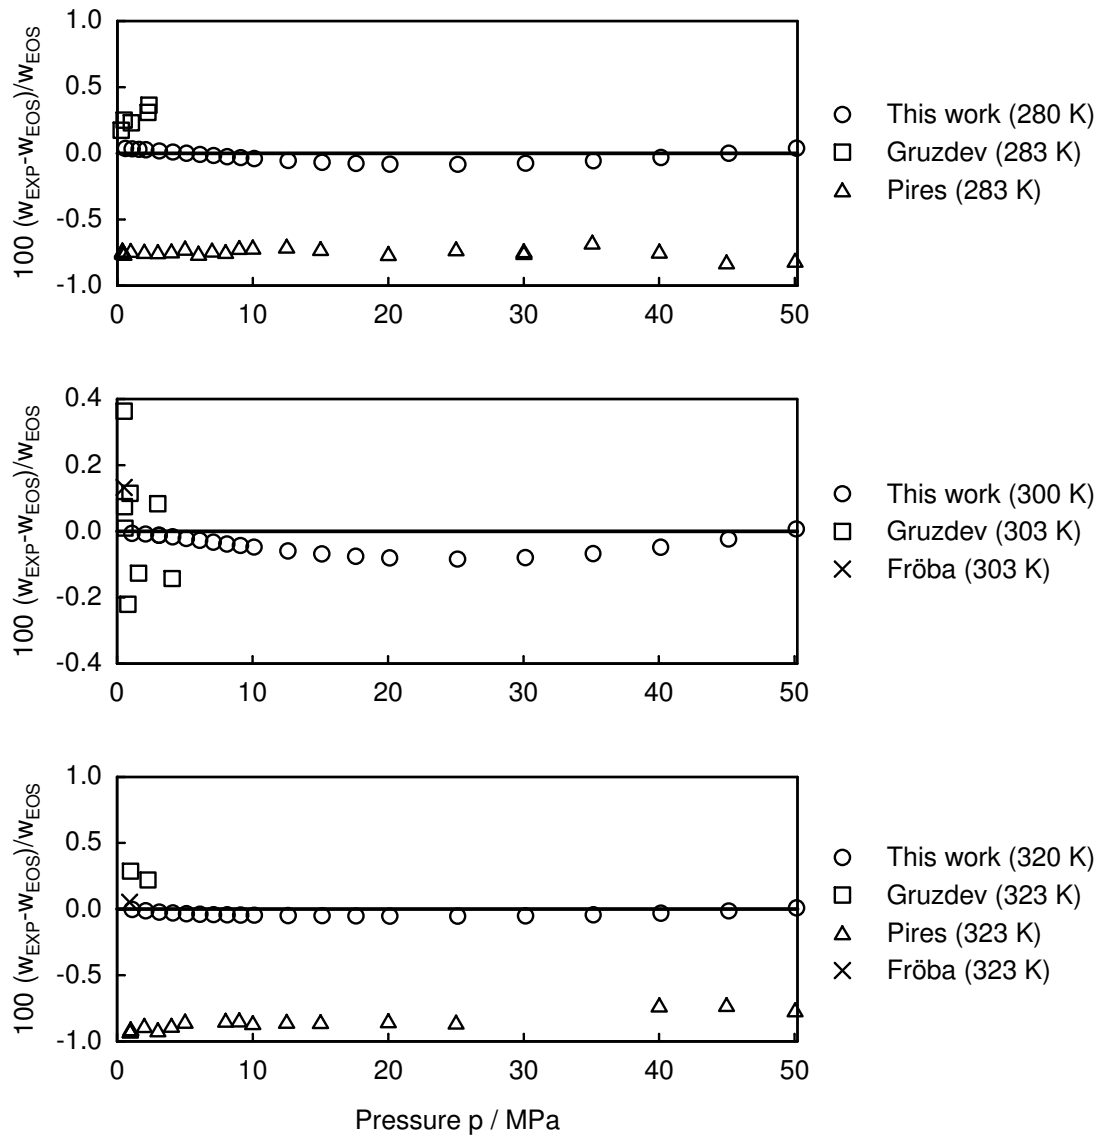 1.0
0.5
0.0
-0.5
-1.0
100 (wEXP-wEOS)/wEOS
0 10 20 30 40 50
This work (280 K)
Gruzdev (283 K)
Pires (283 K)
0.4
0.2
0.0
-0.2
-0.4
100 (wEXP-wEOS)/wEOS
0 10 20 30 40 50
This work (300 K)
Gruzdev (303 K)
Fröba (303 K)
1.0
0.5
0.0
-0.5
-1.0
100 (wEXP-wEOS)/wEOS
0 10 20 30 40 50
This work (320 K)
Gruzdev (323 K)
Pires (323 K)
Fröba (323 K)
Pressure p / MPa